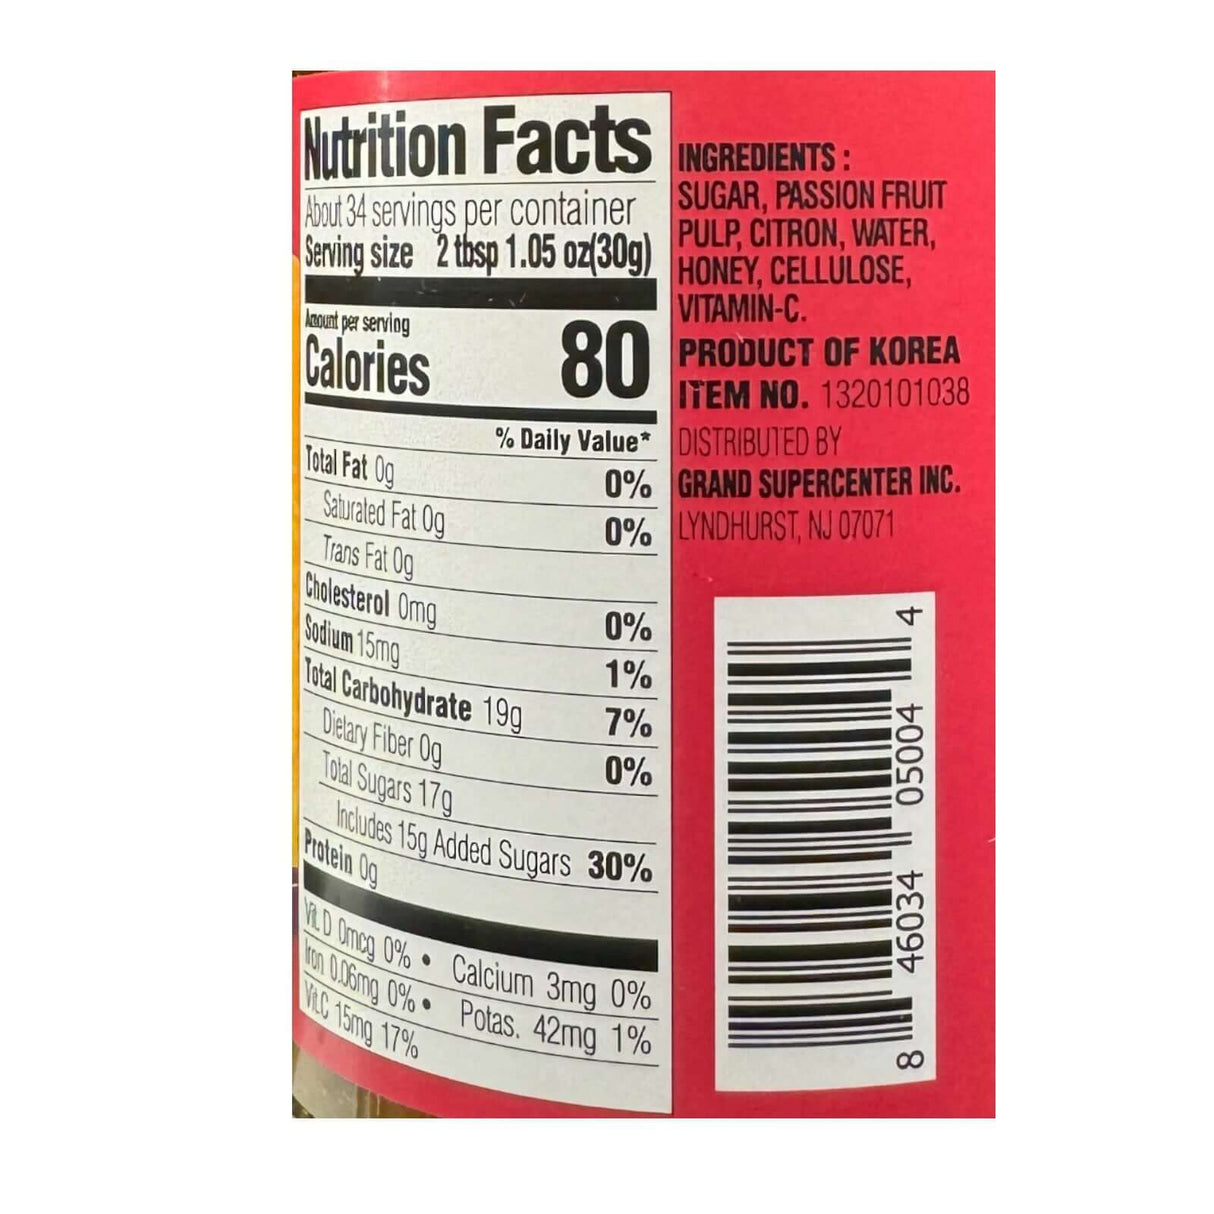 Nutrition Facts
About 34 servings per container
Serving size 2 tbsp 1.05 oz(30g)
Amount per serving
Calories 80
% Daily Value*
Total Fat 0g 0%
Saturated Fat 0g 0%
Trans Fat 0g
Cholesterol 0mg 0%
Sodium 15mg 1%
Total Carbohydrate 19g 7%
Dietary Fiber 0g 0%
Total Sugars 17g
Includes 15g Added Sugars 30%
Protein 0g
Vit. D 0mcg 0% • Calcium 3mg 0%
Iron 0.06mg 0% • Potas. 42mg 1%
Vit.C 15mg 17%
INGREDIENTS :
SUGAR, PASSION FRUIT
PULP, CITRON, WATER,
HONEY, CELLULOSE,
VITAMIN-C.
PRODUCT OF KOREA
ITEM NO. 1320101038
DISTRIBUTED BY
GRAND SUPERCENTER INC.
LYNDHURST, NJ 07071
8 46034 05004 4